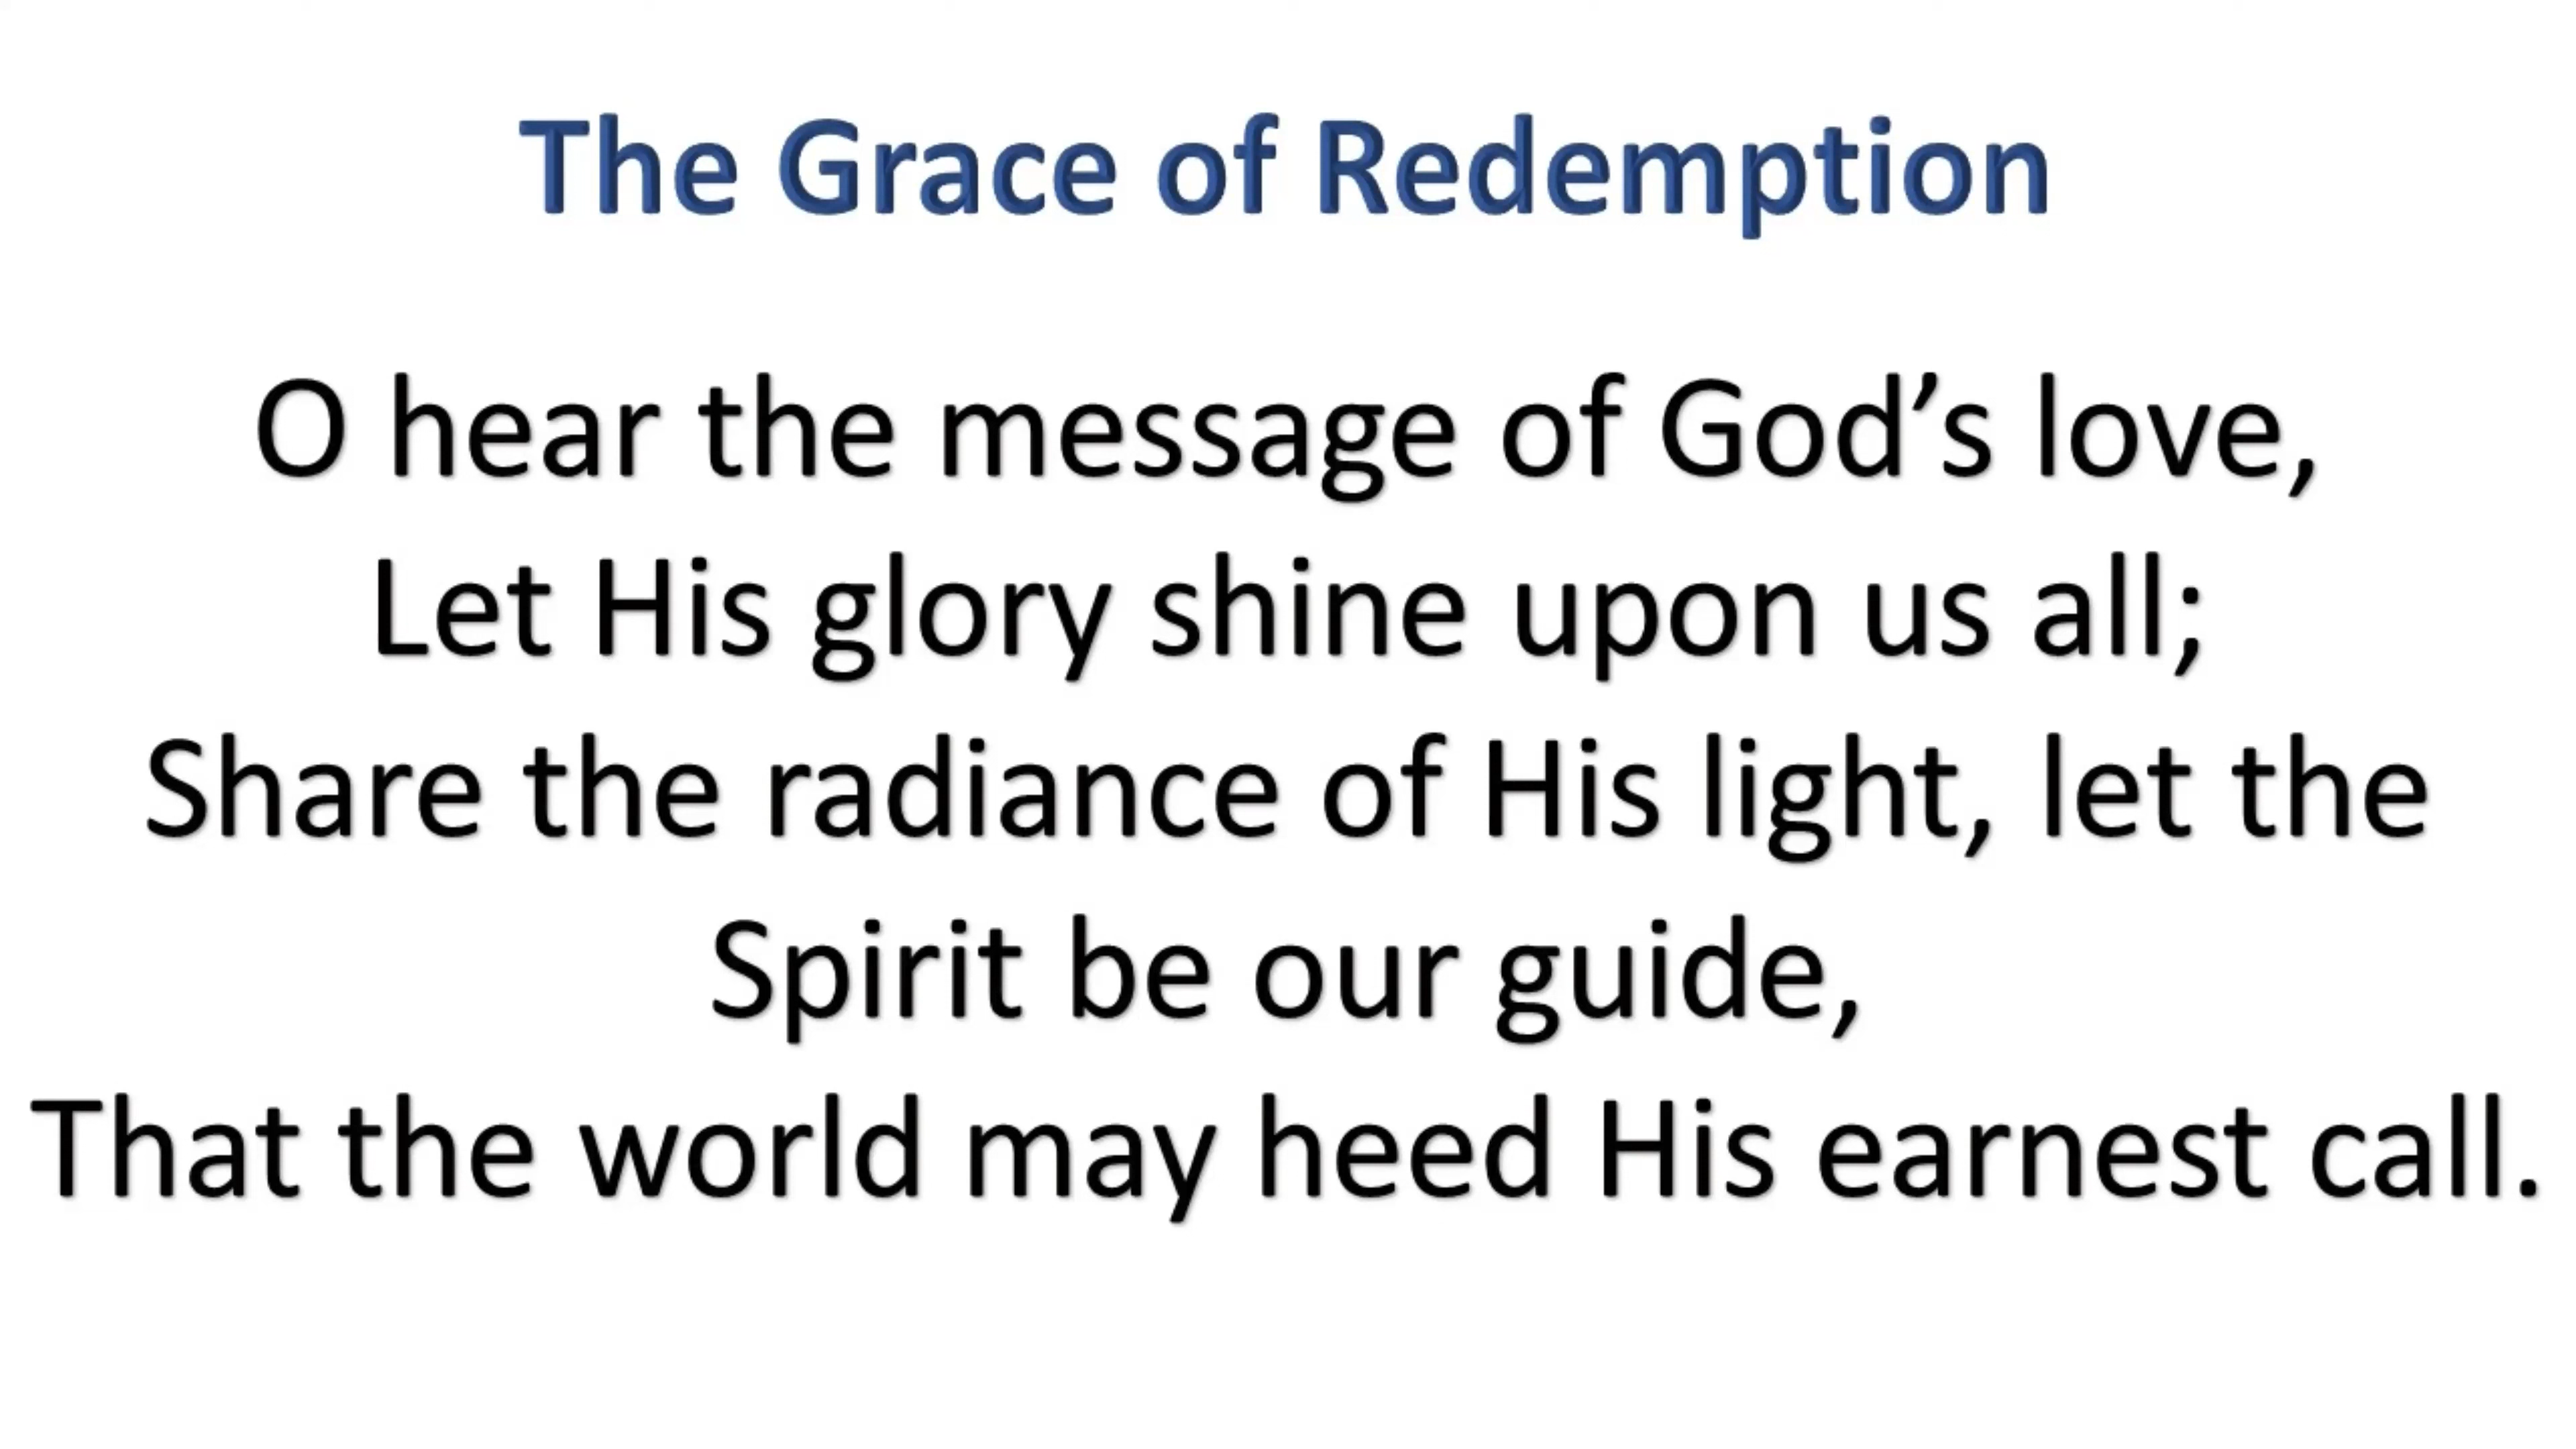 The Grace of Redemption
O hear the message of God’s love,
Let His glory shine upon us all;
Share the radiance of His light, let the
Spirit be our guide,
That the world may heed His earnest call.